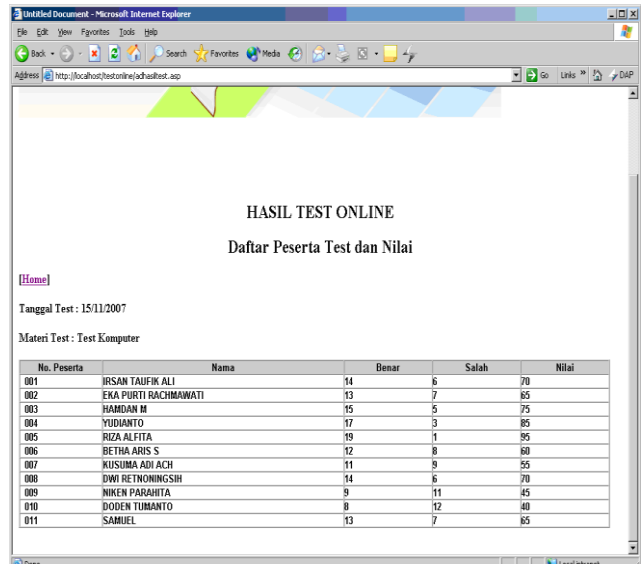 Untitled Document - Microsoft Internet Explorer
File Edit View Favorites Tools Help
Back Search Favorites Media
Address http://localhost/testonline/adhasiltest.asp Go Links » DAP
HASIL TEST ONLINE
Daftar Peserta Test dan Nilai
[Home]
Tanggal Test : 15/11/2007
Materi Test : Test Komputer
No. Peserta Nama Benar Salah Nilai
001 IRSAN TAUFIK ALI 14 6 70
002 EKA PURTI RACHMAWATI 13 7 65
003 HAMDAN M 15 5 75
004 YUDIANTO 17 3 85
005 RIZA ALFITA 19 1 95
006 BETHA ARIS S 12 8 60
007 KUSUMA ADI ACH 11 9 55
008 DWI RETNONINGSIH 14 6 70
009 NIKEN PARAHITA 9 11 45
010 DODEN TUMANTO 8 12 40
011 SAMUEL 13 7 65
Done Local intranet